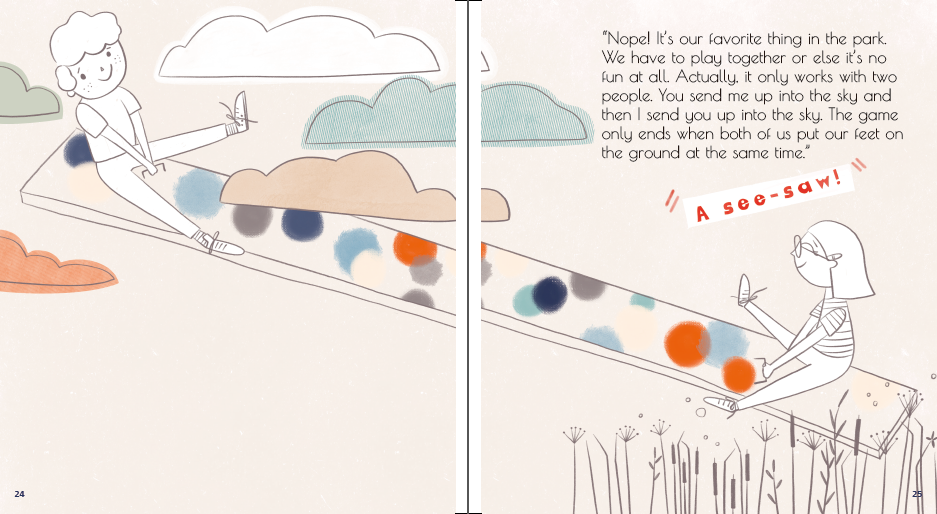 "Nope! It's our favorite thing in the park.
We have to play together or else it's no
fun at all. Actually, it only works with two
people. You send me up into the sky and
then I send you up into the sky. The game
only ends when both of us put our feet on
the ground at the same time."
A see-saw!
24
25